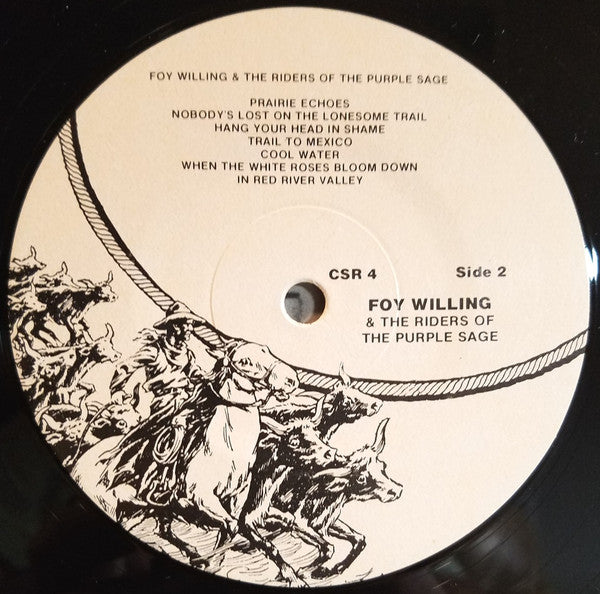 FOY WILLING & THE RIDERS OF THE PURPLE SAGE
PRAIRIE ECHOES
NOBODY'S LOST ON THE LONESOME TRAIL
HANG YOUR HEAD IN SHAME
TRAIL TO MEXICO
COOL WATER
WHEN THE WHITE ROSES BLOOM DOWN
IN RED RIVER VALLEY
CSR 4 Side 2
FOY WILLING
& THE RIDERS OF
THE PURPLE SAGE